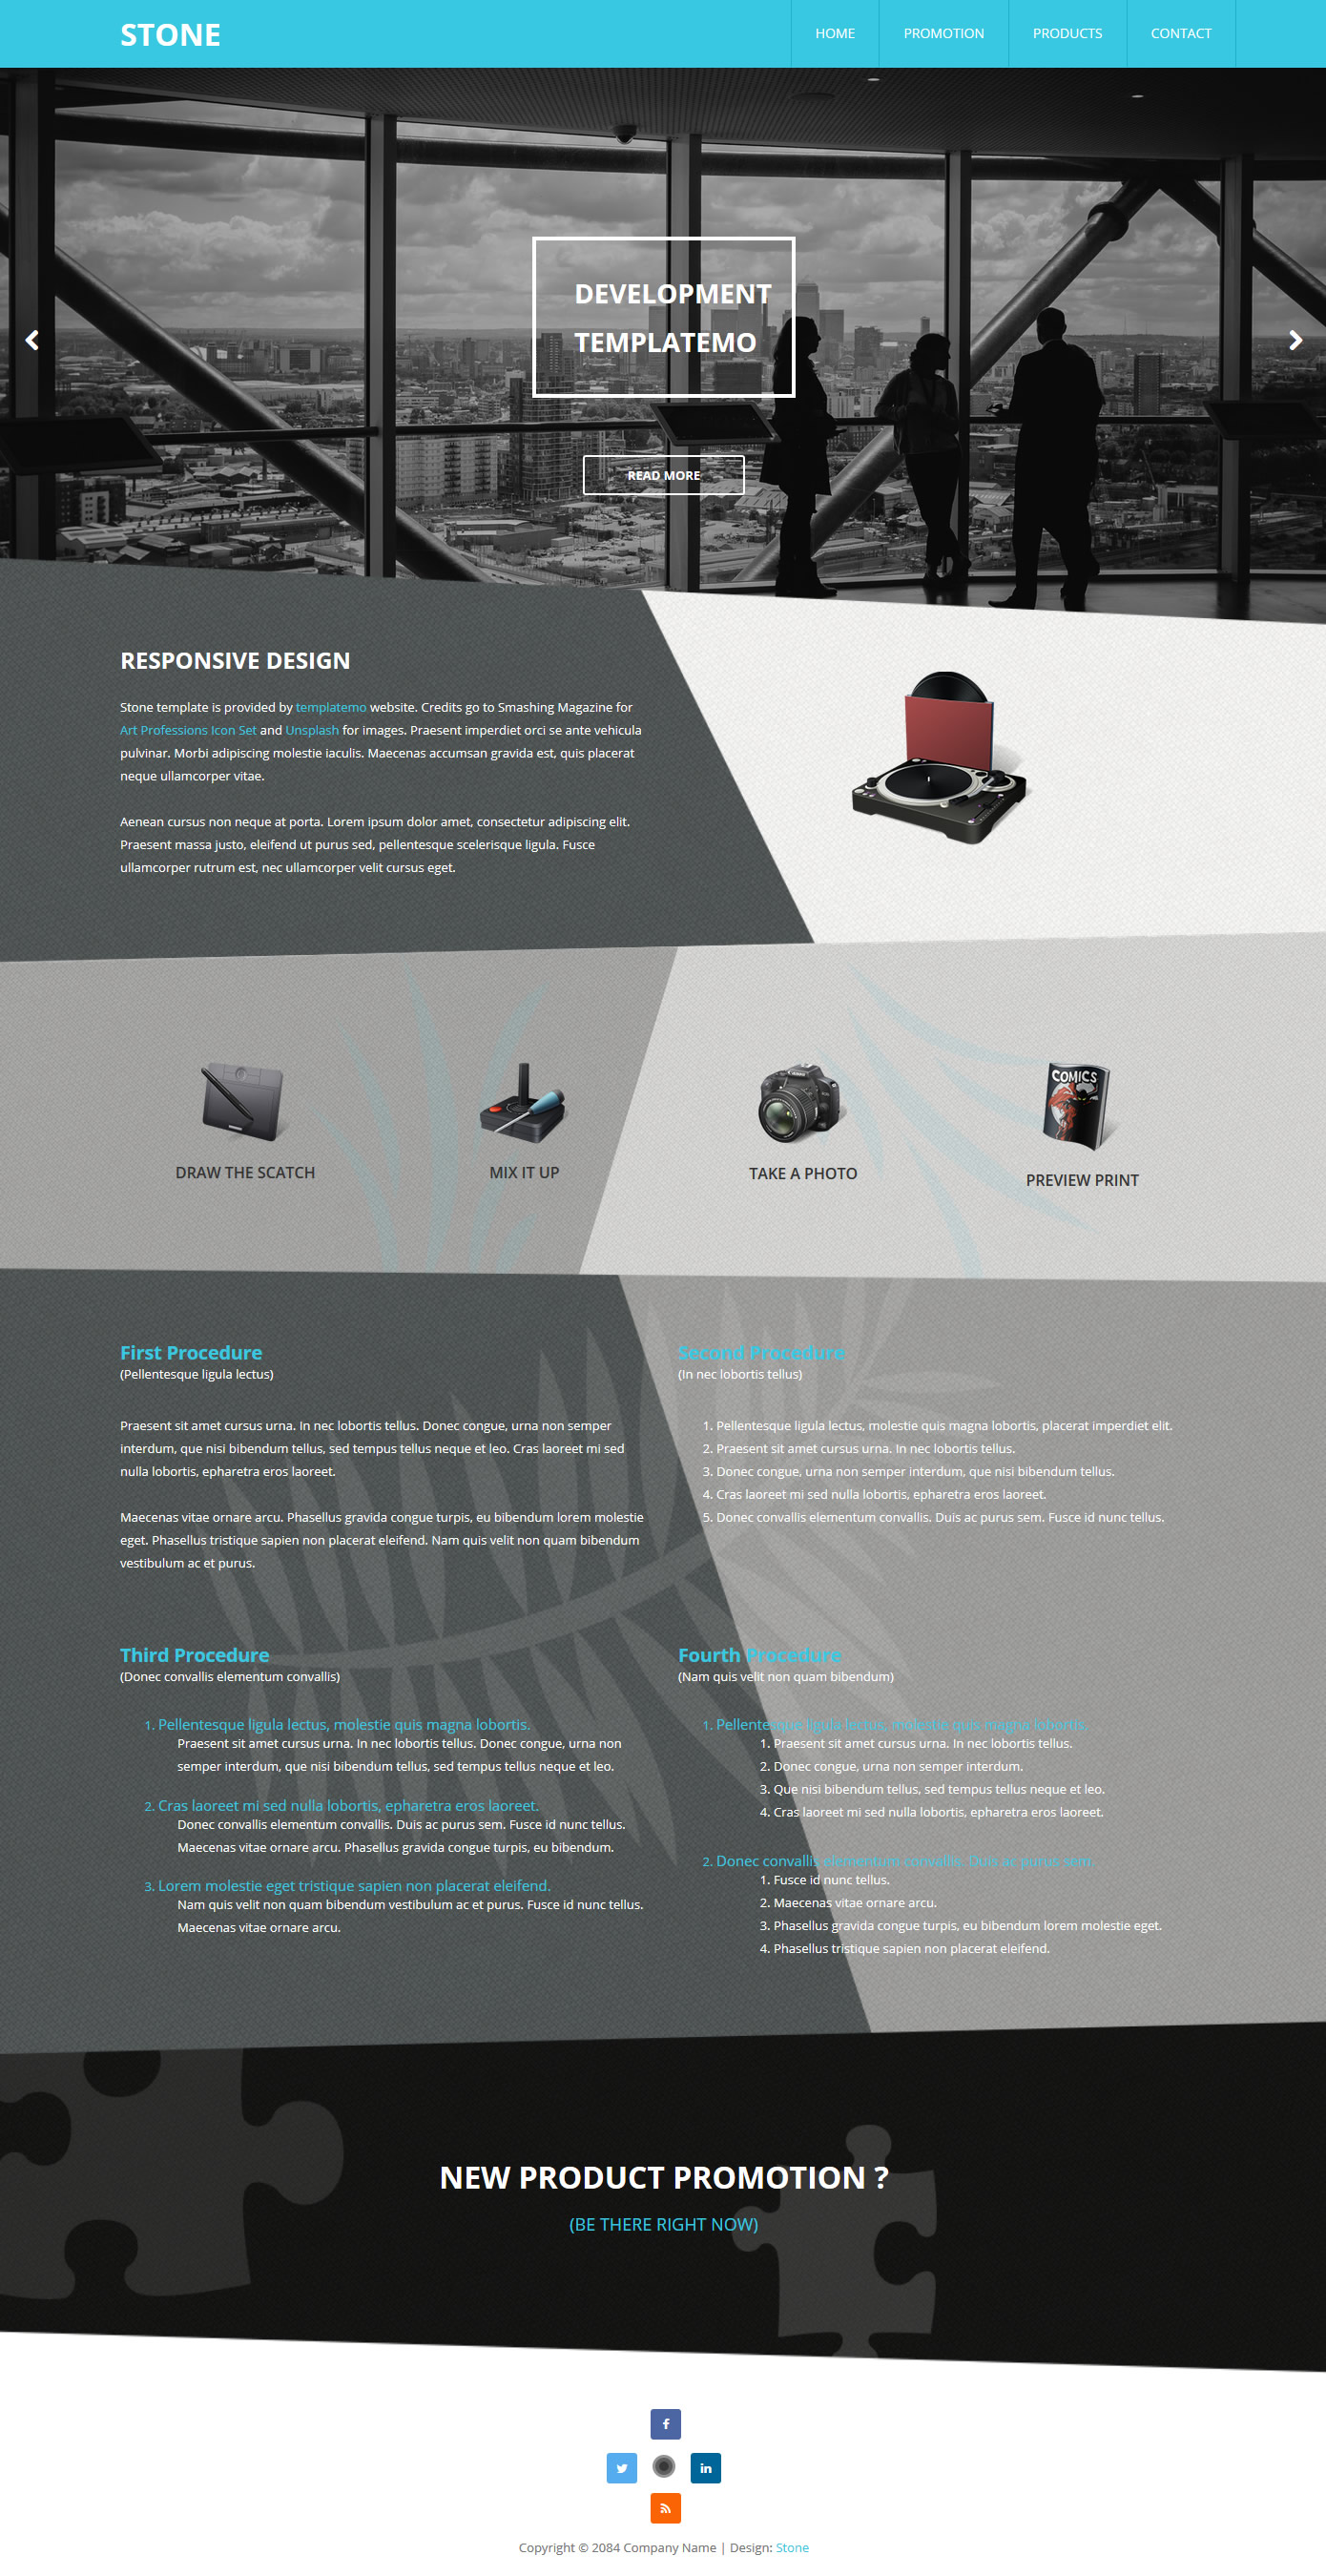 STONE
HOME
PROMOTION
PRODUCTS
CONTACT
DEVELOPMENT
TEMPLATEMO
READ MORE
RESPONSIVE DESIGN
Stone template is provided by templatemo website. Credits go to Smashing Magazine for
Art Professions Icon Set and Unsplash for images. Praesent imperdiet orci se ante vehicula
pulvinar. Morbi adipiscing molestie iaculis. Maecenas accumsan gravida est, quis placerat
neque ullamcorper vitae.
Aenean cursus non neque at porta. Lorem ipsum dolor amet, consectetur adipiscing elit.
Praesent massa justo, eleifend ut purus sed, pellentesque scelerisque ligula. Fusce
ullamcorper rutrum est, nec ullamcorper velit cursus eget.
COMICS
DRAW THE SCATCH
MIX IT UP
TAKE A PHOTO
PREVIEW PRINT
First Procedure
(Pellentesque ligula lectus)
Praesent sit amet cursus urna. In nec lobortis tellus. Donec congue, urna non semper
interdum, que nisi bibendum tellus, sed tempus tellus neque et leo. Cras laoreet mi sed
nulla lobortis, epharetra eros laoreet.
Maecenas vitae ornare arcu. Phasellus gravida congue turpis, eu bibendum lorem molestie
eget. Phasellus tristique sapien non placerat eleifend. Nam quis velit non quam bibendum
vestibulum ac et purus.
Second Procedure
(In nec lobortis tellus)
1. Pellentesque ligula lectus, molestie quis magna lobortis, placerat imperdiet elit.
2. Praesent sit amet cursus urna. In nec lobortis tellus.
3. Donec congue, urna non semper interdum, que nisi bibendum tellus.
4. Cras laoreet mi sed nulla lobortis, epharetra eros laoreet.
5. Donec convallis elementum convallis. Duis ac purus sem. Fusce id nunc tellus.
Third Procedure
(Donec convallis elementum convallis)
1. Pellentesque ligula lectus, molestie quis magna lobortis.
Praesent sit amet cursus urna. In nec lobortis tellus. Donec congue, urna non
semper interdum, que nisi bibendum tellus, sed tempus tellus neque et leo.
2. Cras laoreet mi sed nulla lobortis, epharetra eros laoreet.
Donec convallis elementum convallis. Duis ac purus sem. Fusce id nunc tellus.
Maecenas vitae ornare arcu. Phasellus gravida congue turpis, eu bibendum.
3. Lorem molestie eget tristique sapien non placerat eleifend.
Nam quis velit non quam bibendum vestibulum ac et purus. Fusce id nunc tellus.
Maecenas vitae ornare arcu.
Fourth Procedure
(Nam quis velit non quam bibendum)
1. Pellentesque ligula lectus, molestie quis magna lobortis.
1. Praesent sit amet cursus urna. In nec lobortis tellus.
2. Donec congue, urna non semper interdum.
3. Que nisi bibendum tellus, sed tempus tellus neque et leo.
4. Cras laoreet mi sed nulla lobortis, epharetra eros laoreet.
2. Donec convallis elementum convallis. Duis ac purus sem.
1. Fusce id nunc tellus.
2. Maecenas vitae ornare arcu.
3. Phasellus gravida congue turpis, eu bibendum lorem molestie eget.
4. Phasellus tristique sapien non placerat eleifend.
NEW PRODUCT PROMOTION ?
(BE THERE RIGHT NOW)
Copyright © 2084 Company Name | Design: Stone